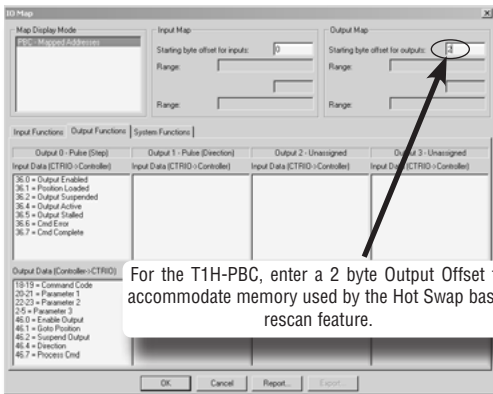 IO Map
Map Display Mode
PBC - Mapped Addresses
Input Map
Starting byte offset for inputs: 0
Range:
Range:
Output Map
Starting byte offset for outputs: 2
Range:
Range:
Input Functions Output Functions System Functions
Output 0 - Pulse (Step) Output 1 - Pulse (Direction) Output 2 - Unassigned Output 3 - Unassigned
Input Data (CTRIO->Controller) Input Data (CTRIO->Controller) Input Data (CTRIO->Controller) Input Data (CTRIO->Controller)
36.0 = Output Enabled
36.1 = Position Loaded
36.2 = Output Suspended
36.4 = Output Active
36.5 = Output Stalled
36.6 = Cmd Error
36.7 = Cmd Complete
Output Data (Controller->CTRIO)
18-19 = Command Code
20-21 = Parameter 1
22-23 = Parameter 2
2-5 = Parameter 3
46.0 = Enable Output
46.1 = Goto Position
46.2 = Suspend Output
46.4 = Direction
46.7 = Process Cmd
For the T1H-PBC, enter a 2 byte Output Offset
accommodate memory used by the Hot Swap bas
rescan feature.
OK Cancel Report... Export...